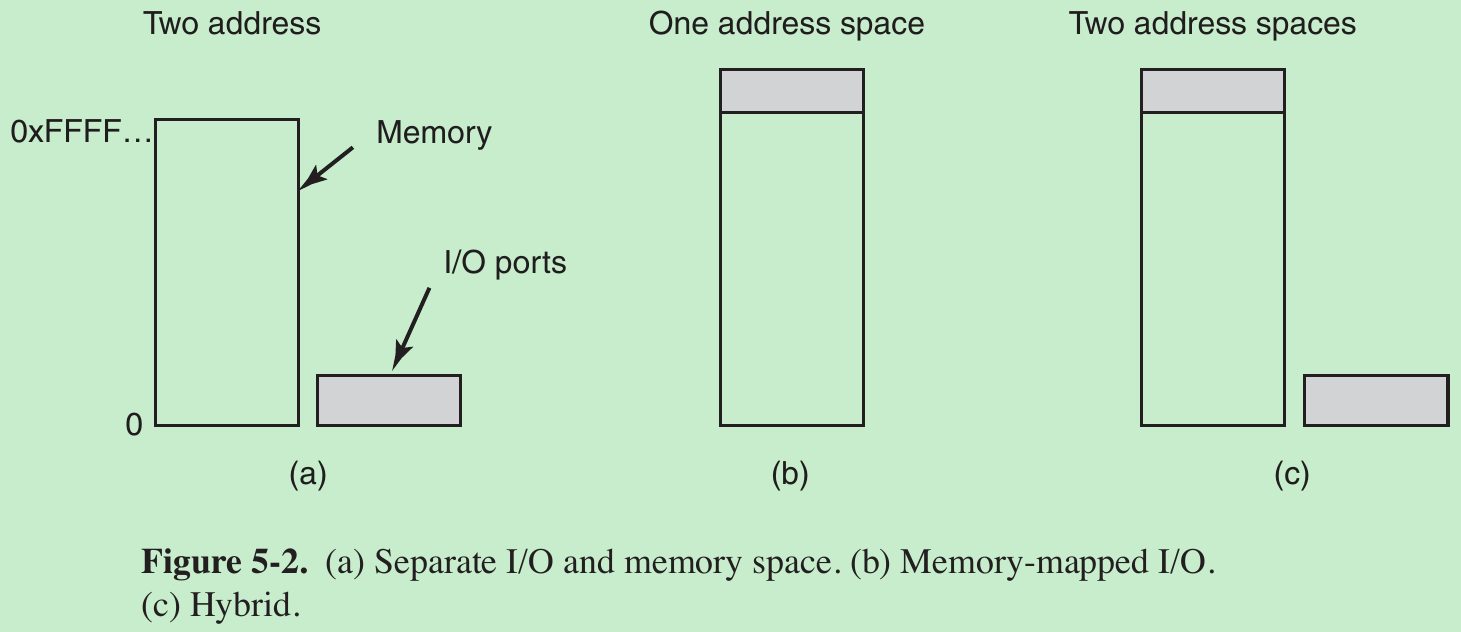 Two address
One address space
Two address spaces
0xFFFF…
Memory
I/O ports
0
(a)
(b)
(c)
Figure 5-2. (a) Separate I/O and memory space. (b) Memory-mapped I/O.
(c) Hybrid.